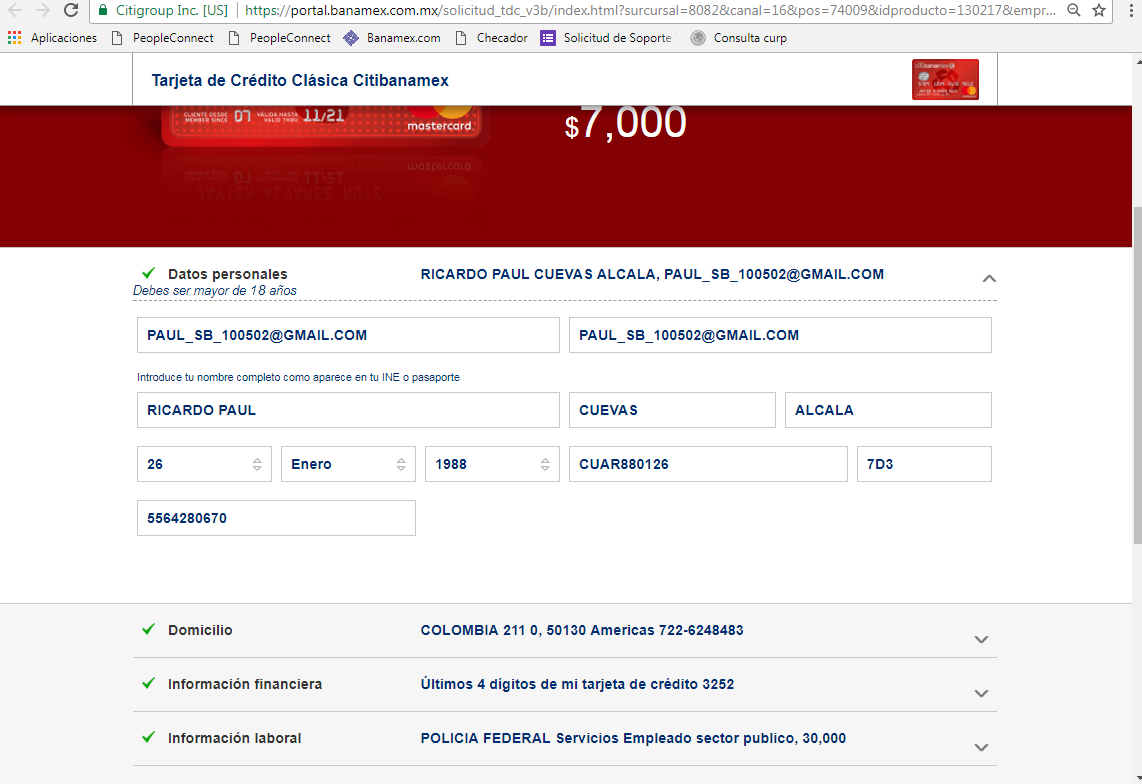 Citigroup Inc. [US] https://portal.banamex.com.mx/solicitud_tdc_v3b/index.html?surcursal=8082&canal=16&pos=74009&idproducto=130217&empr...
Aplicaciones PeopleConnect PeopleConnect Banamex.com Checador Solicitud de Soporte Consulta curp
Tarjeta de Crédito Clásica Citibanamex
citibanamex
CLIENTE DESDE MEMBER SINCE 07 VÁLIDA HASTA VALID THRU 11/21
mastercard
$7,000
JAVIER ALVAREZ RUIZ
Datos personales RICARDO PAUL CUEVAS ALCALA, PAUL_SB_100502@GMAIL.COM
Debes ser mayor de 18 años
PAUL_SB_100502@GMAIL.COM PAUL_SB_100502@GMAIL.COM
Introduce tu nombre completo como aparece en tu INE o pasaporte
RICARDO PAUL CUEVAS ALCALA
26 Enero 1988 CUAR880126 7D3
5564280670
Domicilio COLOMBIA 211 0, 50130 Americas 722-6248483
Información financiera Últimos 4 dígitos de mi tarjeta de crédito 3252
Información laboral POLICIA FEDERAL Servicios Empleado sector publico, 30,000